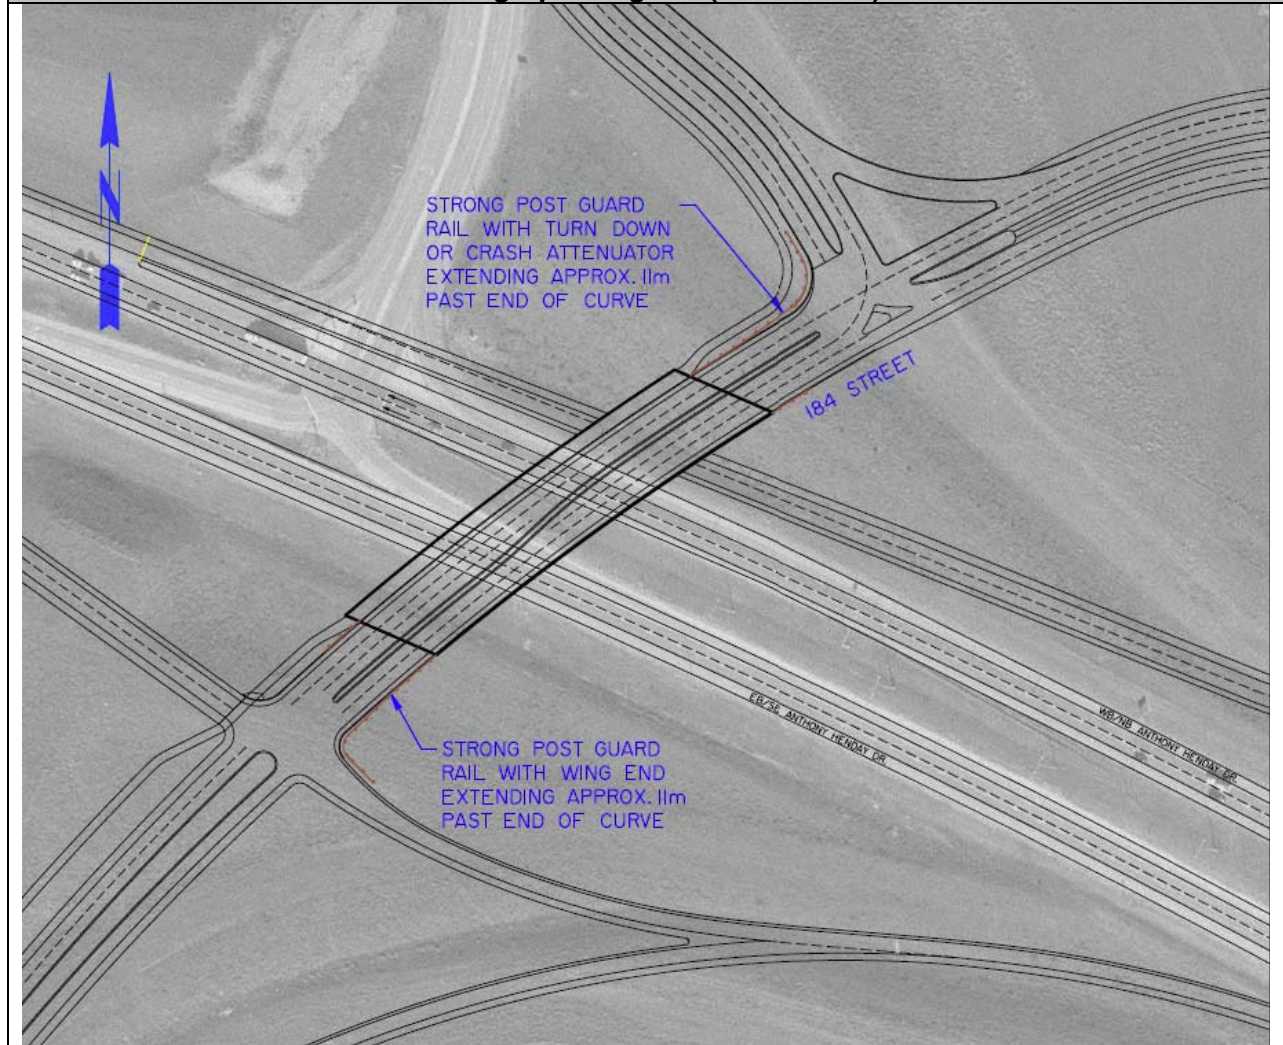 STRONG POST GUARD
RAIL WITH TURN DOWN
OR CRASH ATTENUATOR
EXTENDING APPROX. 11m
PAST END OF CURVE
184 STREET
EB/SE ANTHONY HENDAY DR.
WB/NB ANTHONY HENDAY DR.
STRONG POST GUARD
RAIL WITH WING END
EXTENDING APPROX. 11m
PAST END OF CURVE
N